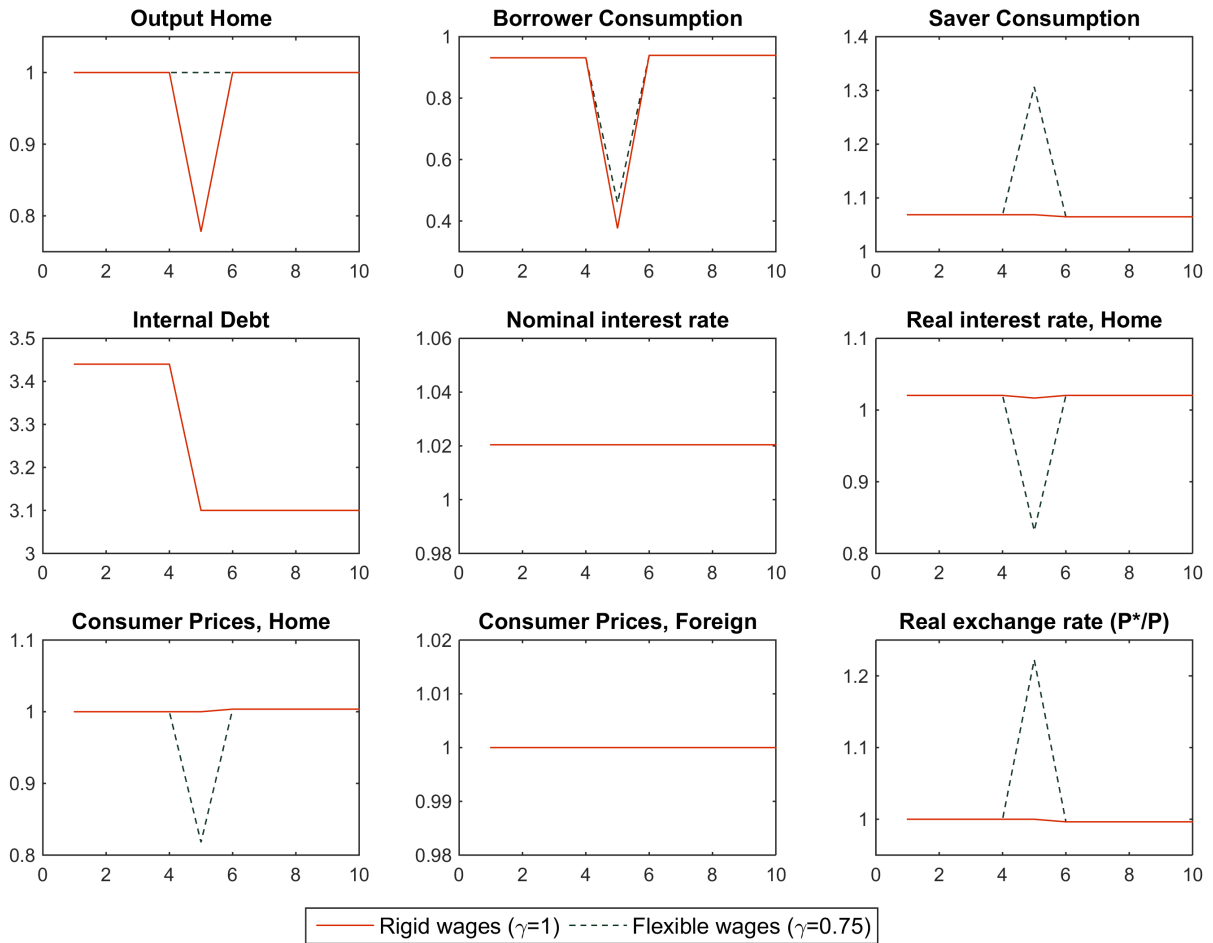 Output Home
Borrower Consumption
Saver Consumption
1
0.9
0.8
0 2 4 6 8 10
1
0.8
0.6
0.4
0 2 4 6 8 10
1.4
1.3
1.2
1.1
1
0 2 4 6 8 10
Internal Debt
Nominal interest rate
Real interest rate, Home
3.5
3.4
3.3
3.2
3.1
3
0 2 4 6 8 10
1.06
1.04
1.02
1
0.98
0 2 4 6 8 10
1.1
1
0.9
0.8
0 2 4 6 8 10
Consumer Prices, Home
Consumer Prices, Foreign
Real exchange rate (P*/P)
1.1
1
0.9
0.8
0 2 4 6 8 10
1.02
1.01
1
0.99
0.98
0 2 4 6 8 10
1.2
1.1
1
0 2 4 6 8 10
Rigid wages (γ=1)
Flexible wages (γ=0.75)